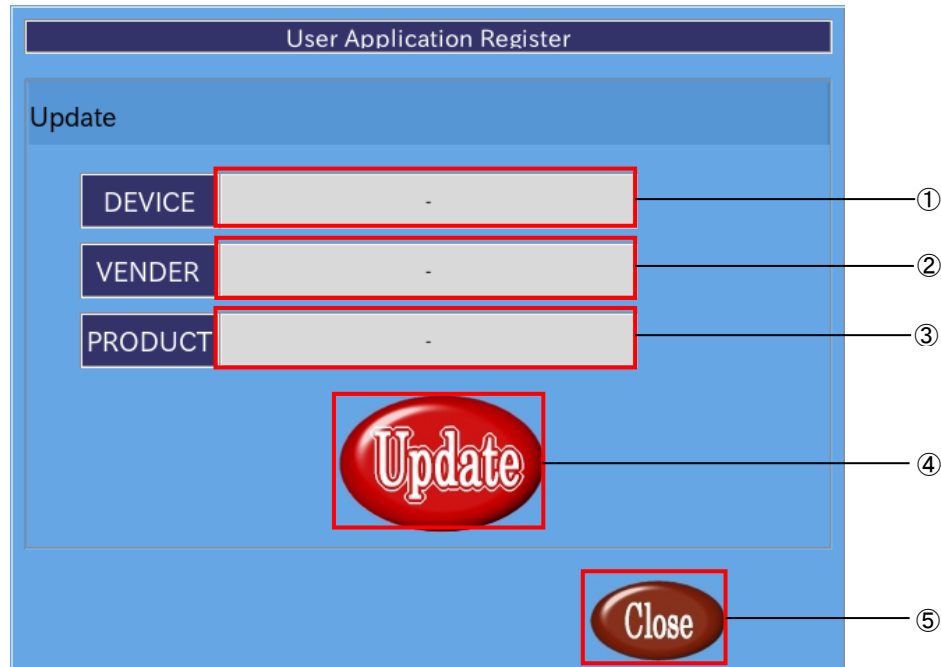 User Application Register
Update
DEVICE - ①
VENDER - ②
PRODUCT - ③
Update ④
Close ⑤